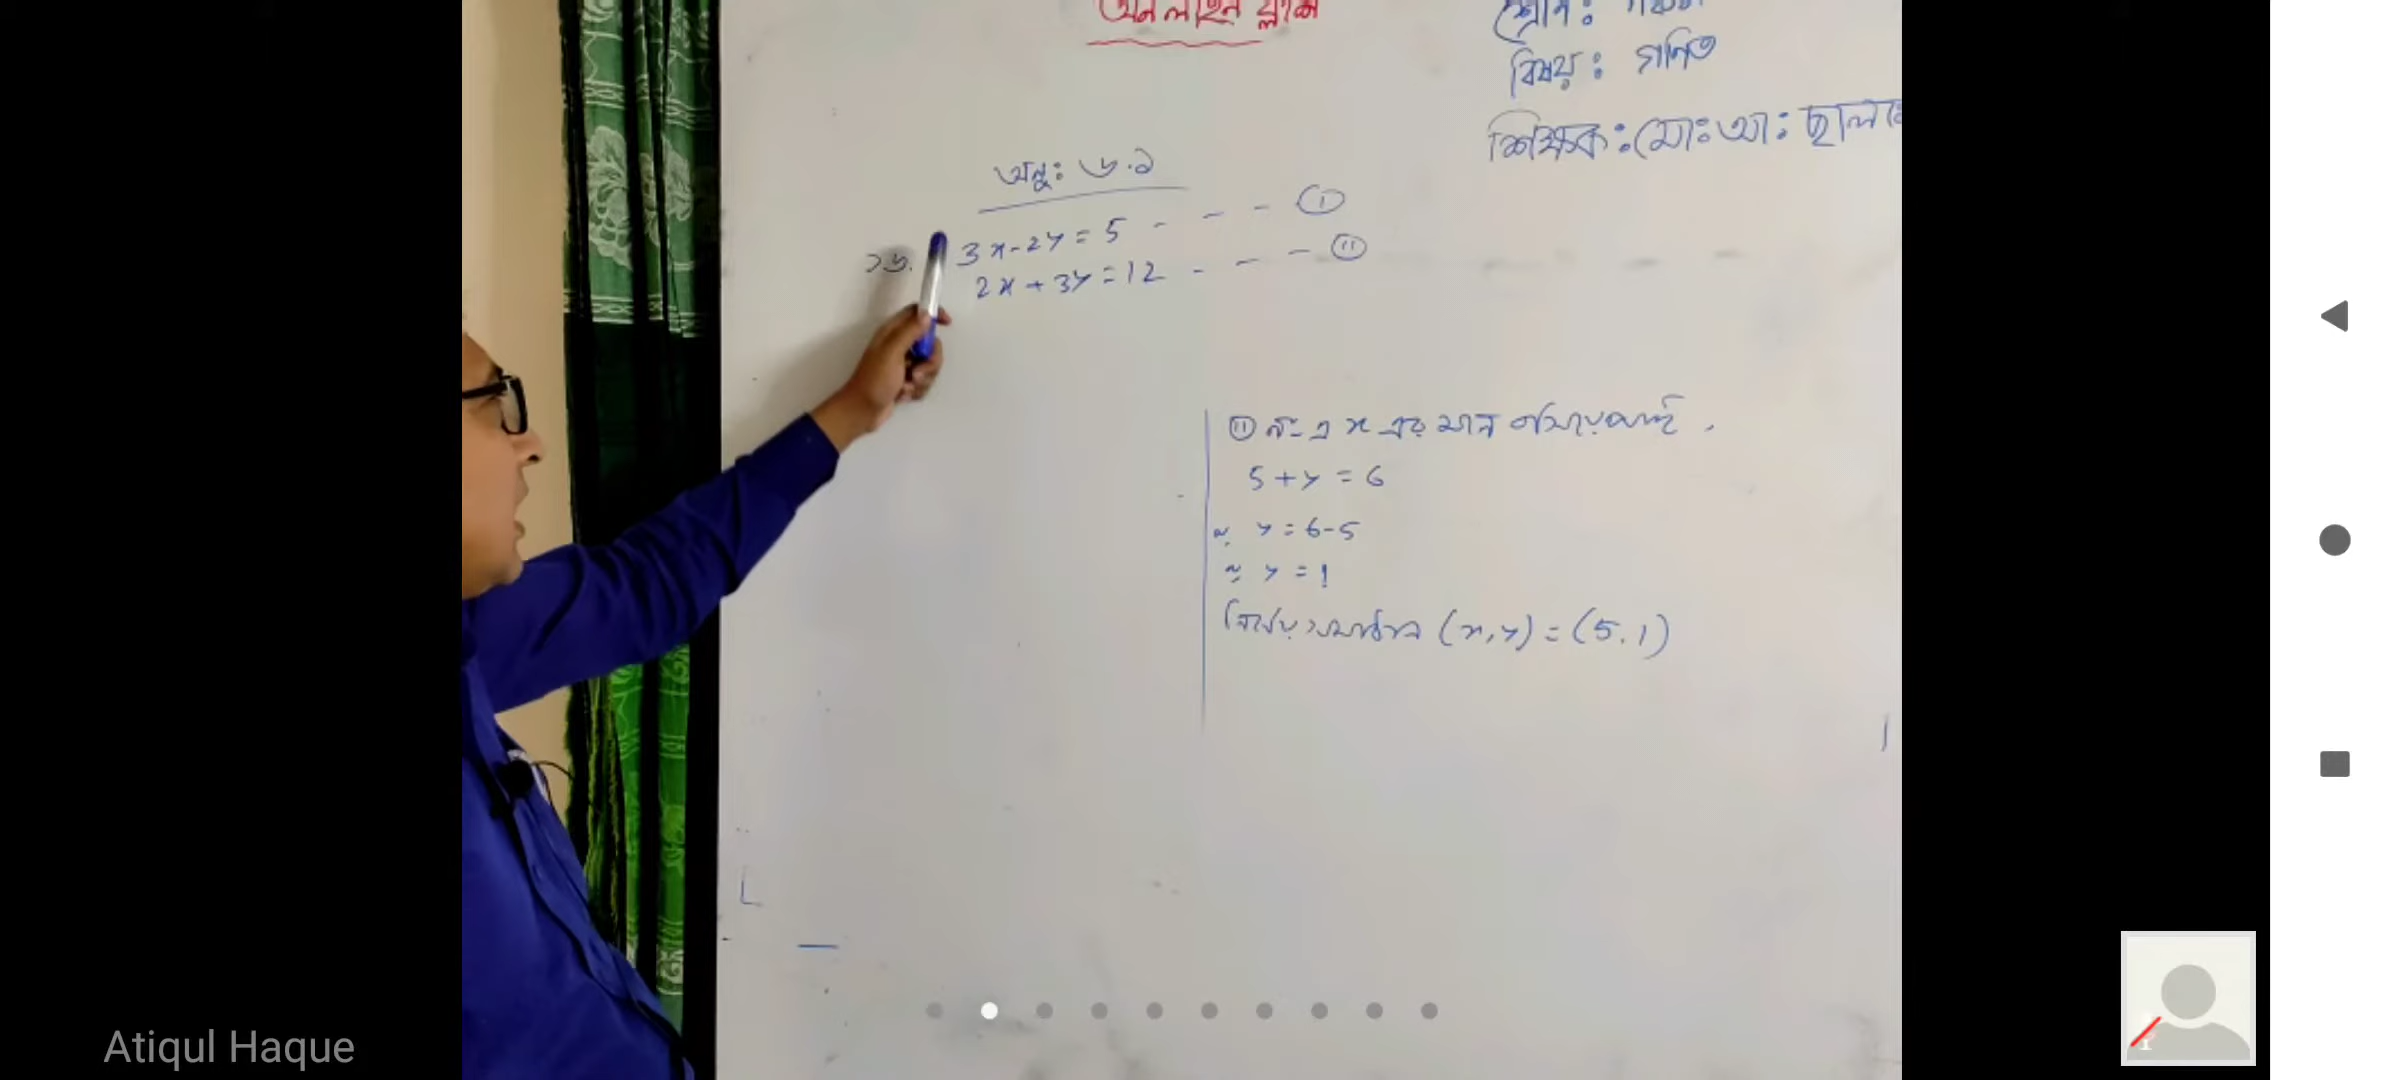 অনলাইন ক্লাশ
বিষয়: গণিত
শিক্ষক: মোঃ আঃ ছালাম
অনু: ৬.১
১৬. 3x-2y=5 - - - (i)
2x+3y=12 - - - (ii)
(ii) নং এ x এর মান বসিয়ে পাই,
5+y=6
বা, y=6-5
বা, y=1
নির্ণেয় সমাধান (x,y)=(5,1)
Atiqul Haque